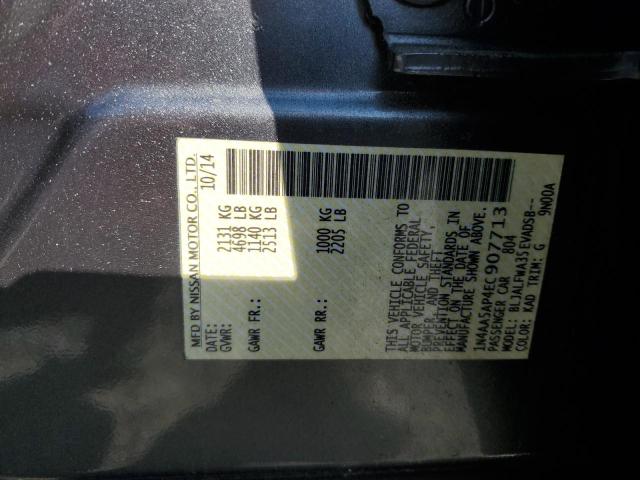 MFD BY NISSAN MOTOR CO., LTD.
DATE: 10/14
GVWR: 2131 KG
4698 LB
GAWR FR.: 1140 KG
2513 LB
GAWR RR.: 1000 KG
2205 LB
THIS VEHICLE CONFORMS TO
ALL APPLICABLE FEDERAL
MOTOR VEHICLE SAFETY,
BUMPER, AND THEFT
PREVENTION STANDARDS IN
EFFECT ON THE DATE OF
MANUFACTURE SHOWN ABOVE.
1N4AA5AP4EC907713
PASSENGER CAR 804
MODEL: BLJALFWA35EVADSB--
COLOR: KAD TRIM: G 9N00A